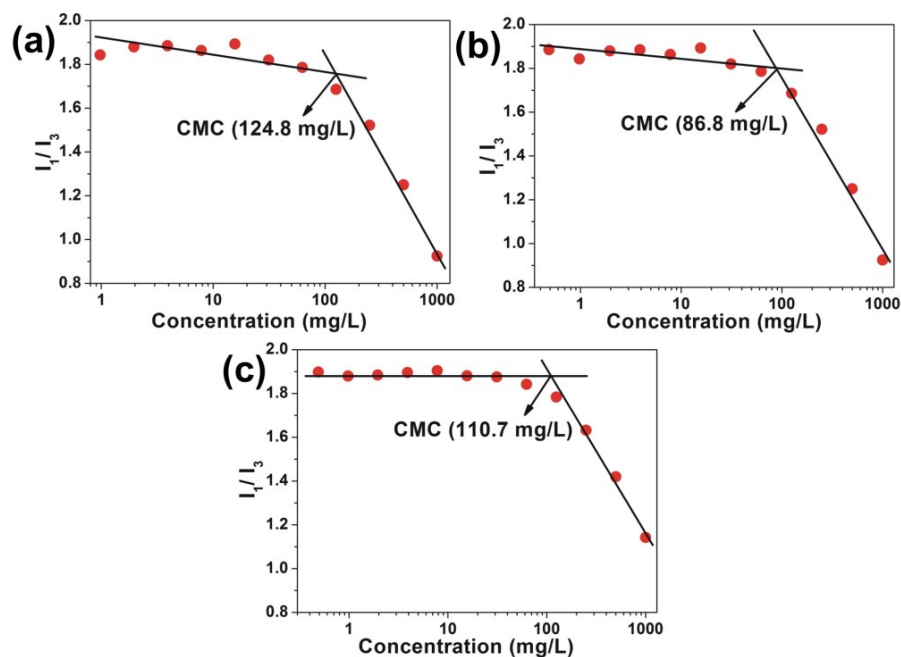 (a)
2.0
1.8
1.6
1.4
1.2
1.0
0.8
I1/ I3
CMC (124.8 mg/L)
1 10 100 1000
Concentration (mg/L)
(b)
2.0
1.8
1.6
1.4
1.2
1.0
0.8
I1/ I3
CMC (86.8 mg/L)
1 10 100 1000
Concentration (mg/L)
(c)
2.0
1.8
1.6
1.4
1.2
1.0
0.8
I1/ I3
CMC (110.7 mg/L)
1 10 100 1000
Concentration (mg/L)